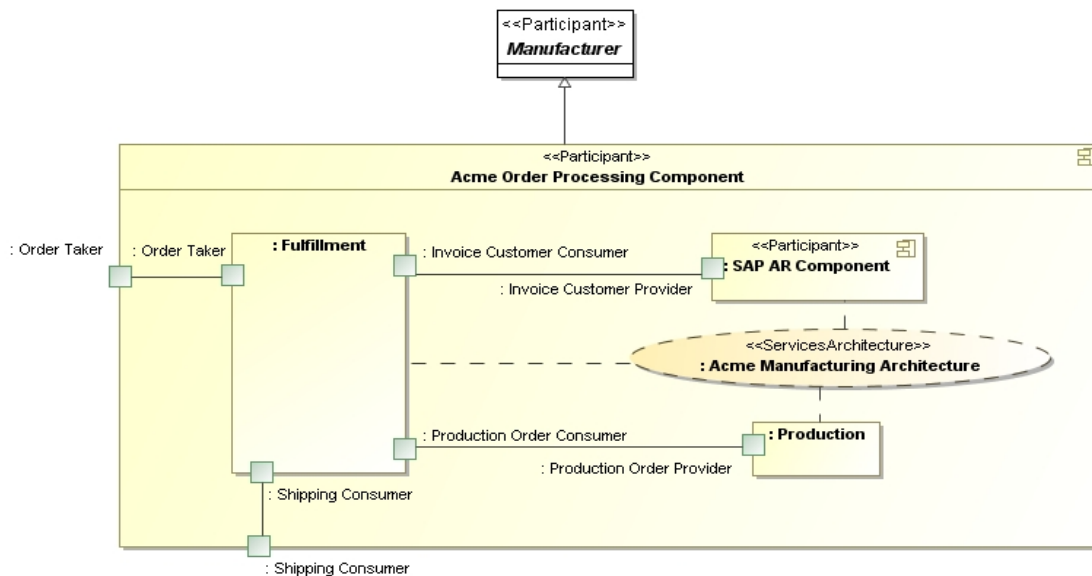 <<Participant>>
Manufacturer
<<Participant>>
Acme Order Processing Component
: Order Taker
: Order Taker
: Fulfillment
: Invoice Customer Consumer
: Invoice Customer Provider
<<Participant>>
: SAP AR Component
<<ServicesArchitecture>>
: Acme Manufacturing Architecture
: Production Order Consumer
: Production Order Provider
: Production
: Shipping Consumer
: Shipping Consumer